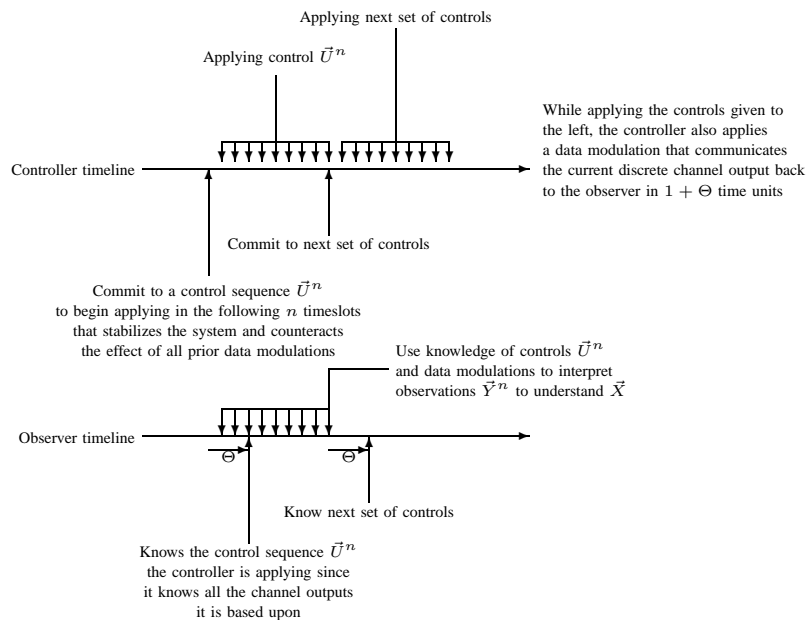 Applying next set of controls
Applying control $\vec{U}^n$
While applying the controls given to
the left, the controller also applies
a data modulation that communicates
the current discrete channel output back
to the observer in 1 + Θ time units
Controller timeline
Commit to next set of controls
Commit to a control sequence $\vec{U}^n$
to begin applying in the following n timeslots
that stabilizes the system and counteracts
the effect of all prior data modulations
Use knowledge of controls $\vec{U}^n$
and data modulations to interpret
observations $\vec{Y}^n$ to understand $\vec{X}$
Observer timeline
Θ
Θ
Know next set of controls
Knows the control sequence $\vec{U}^n$
the controller is applying since
it knows all the channel outputs
it is based upon